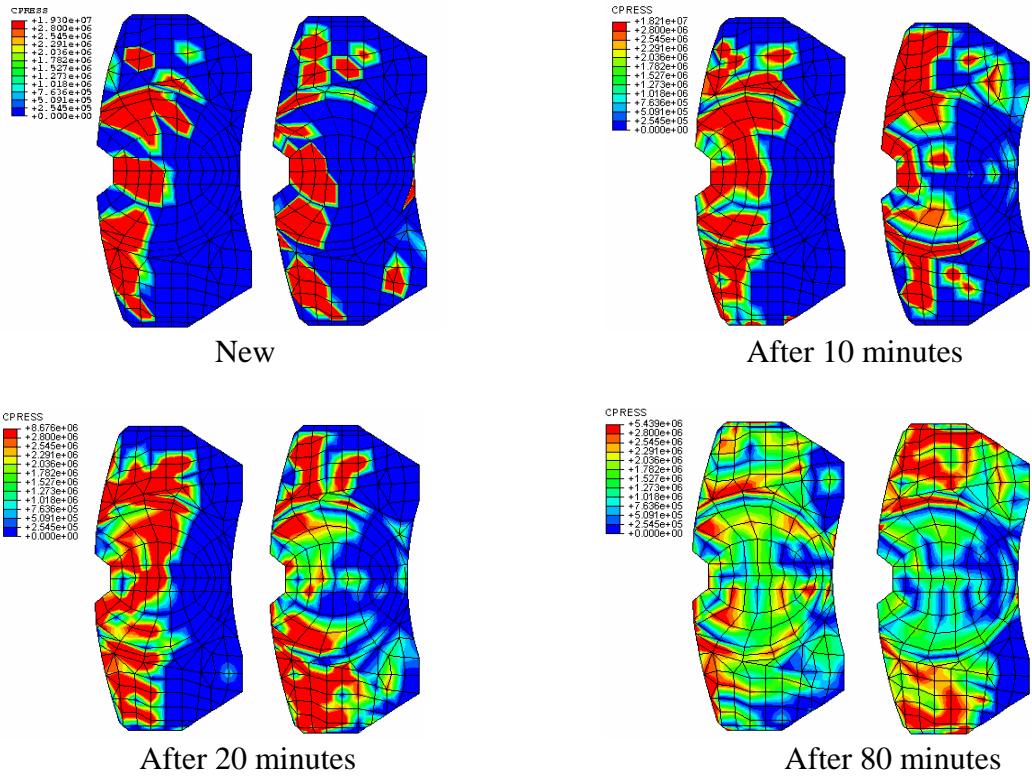 CPRESS
+1.930e+07
+2.800e+06
+2.545e+06
+2.291e+06
+2.036e+06
+1.782e+06
+1.527e+06
+1.273e+06
+1.018e+06
+7.636e+05
+5.091e+05
+2.545e+05
+0.000e+00
New
CPRESS
+1.821e+07
+2.800e+06
+2.545e+06
+2.291e+06
+2.036e+06
+1.782e+06
+1.527e+06
+1.273e+06
+1.018e+06
+7.636e+05
+5.091e+05
+2.545e+05
+0.000e+00
After 10 minutes
CPRESS
+8.676e+06
+2.800e+06
+2.545e+06
+2.291e+06
+2.036e+06
+1.782e+06
+1.527e+06
+1.273e+06
+1.018e+06
+7.636e+05
+5.091e+05
+2.545e+05
+0.000e+00
After 20 minutes
CPRESS
+5.439e+06
+2.800e+06
+2.545e+06
+2.291e+06
+2.036e+06
+1.782e+06
+1.527e+06
+1.273e+06
+1.018e+06
+7.636e+05
+5.091e+05
+2.545e+05
+0.000e+00
After 80 minutes